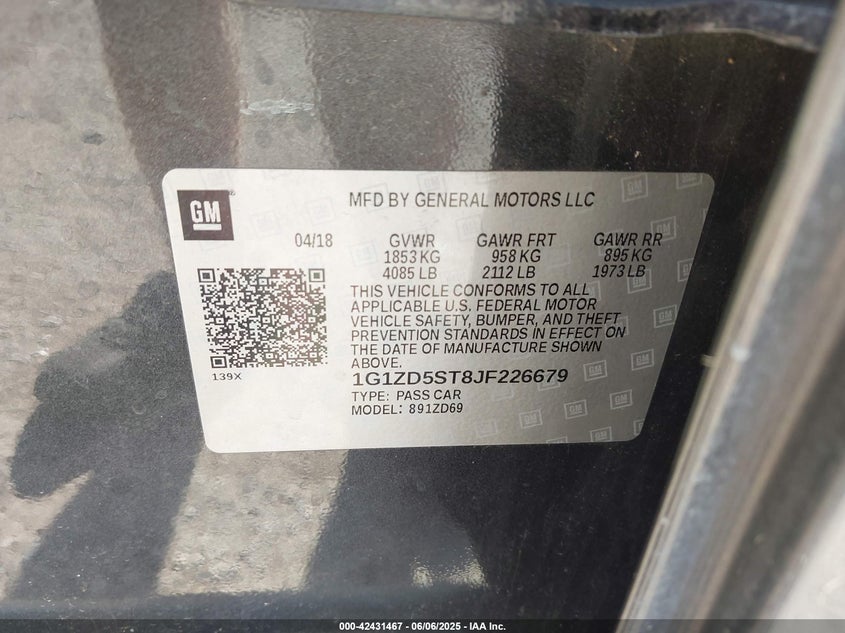 GM®
MFD BY GENERAL MOTORS LLC
04/18 GVWR GAWR FRT GAWR RR
1853 KG 958 KG 895 KG
4085 LB 2112 LB 1973 LB
THIS VEHICLE CONFORMS TO ALL
APPLICABLE U.S. FEDERAL MOTOR
VEHICLE SAFETY, BUMPER, AND THEFT
PREVENTION STANDARDS IN EFFECT ON
THE DATE OF MANUFACTURE SHOWN
ABOVE.
139X
1G1ZD5ST8JF226679
TYPE: PASS CAR
MODEL: 891ZD69
000-42431467 - 06/06/2025 - IAA Inc.